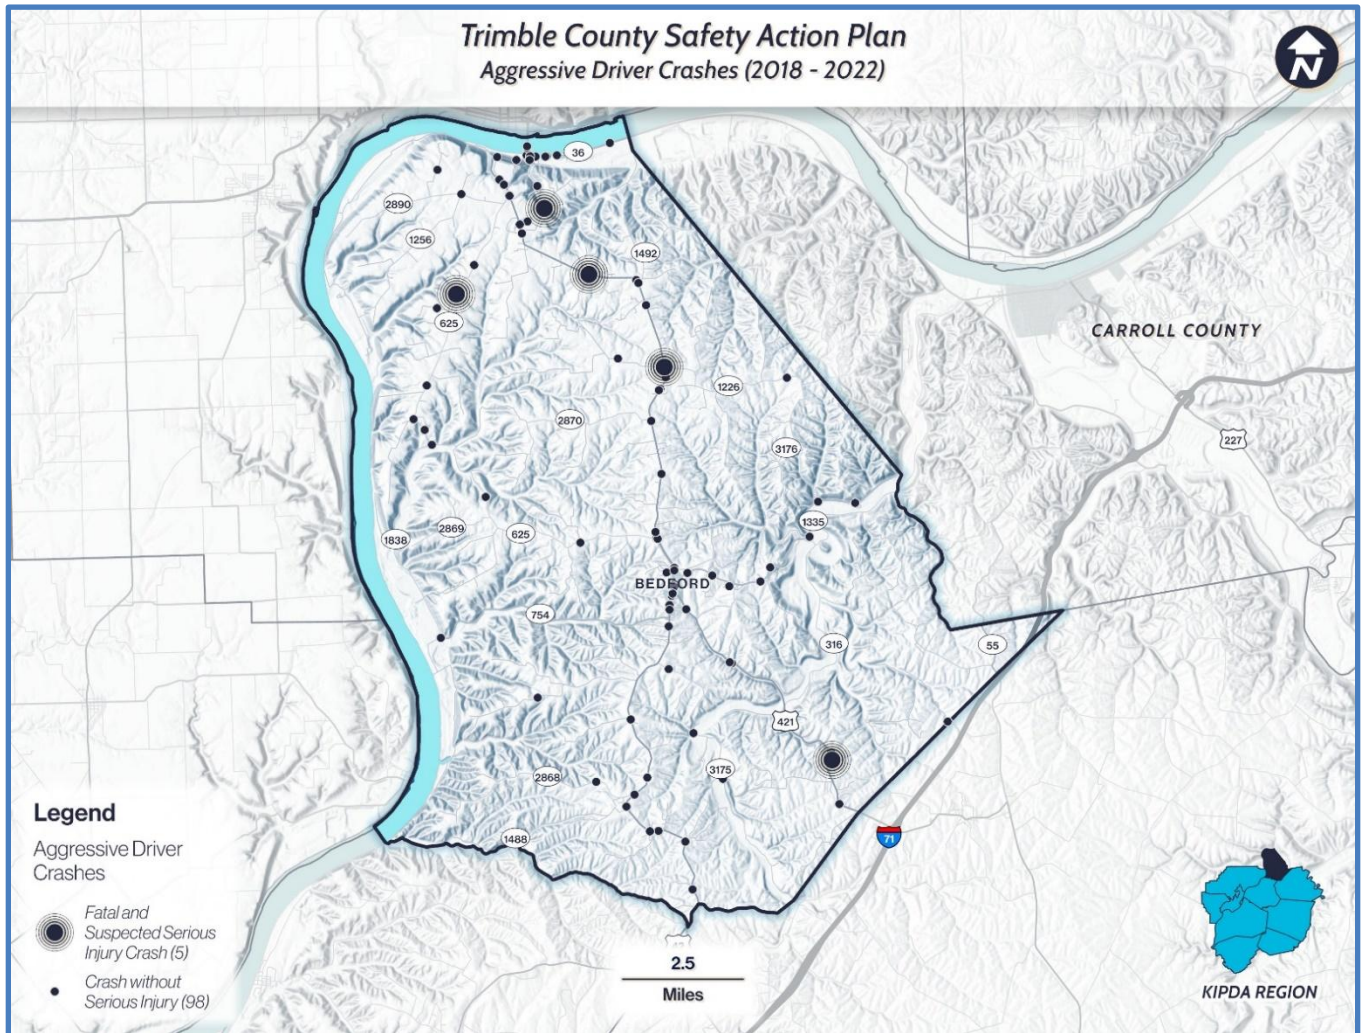 Trimble County Safety Action Plan
Aggressive Driver Crashes (2018 - 2022)
N
36
2890
1256
1492
625
CARROLL COUNTY
1226
2870
227
3176
1335
2869
625
1838
BEDFORD
754
316
55
421
3175
2868
1488
71
Legend
Aggressive Driver
Crashes
Fatal and
Suspected Serious
Injury Crash (5)
Crash without
Serious Injury (98)
2.5
Miles
KIPDA REGION